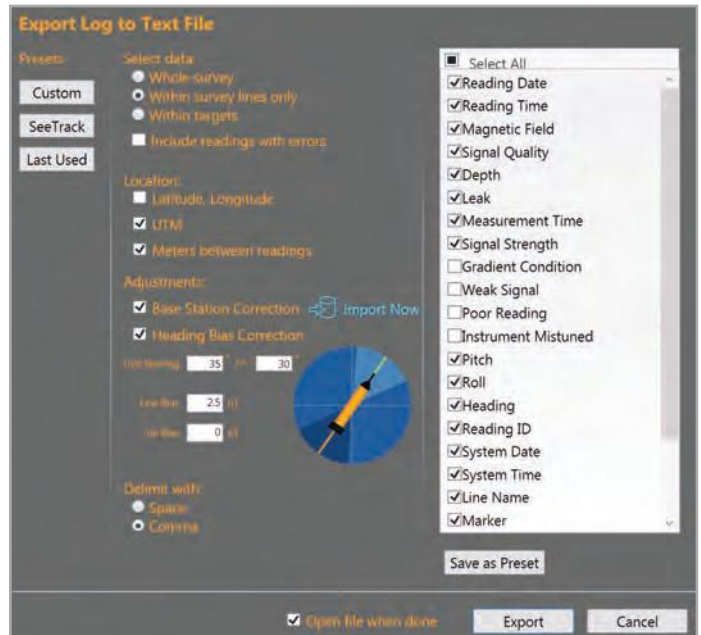 Export Log to Text File
Presets:
Custom
SeeTrack
Last Used
Select data:
Whole survey
Within survey lines only
Within targets
Include readings with errors
Location:
Latitude, Longitude
UTM
Meters between readings
Adjustments:
Base Station Correction
Import Now
Heading Bias Correction
Line Bearing 35 ° +/- 30 °
Line Bias 2.5
0
Delimit with:
Space
Comma
Select All
Reading Date
Reading Time
Magnetic Field
Signal Quality
Depth
Leak
Measurement Time
Signal Strength
Gradient Condition
Weak Signal
Poor Reading
Instrument Mistuned
Pitch
Roll
Heading
Reading ID
System Date
System Time
Line Name
Marker
Save as Preset
Open file when done
Export
Cancel